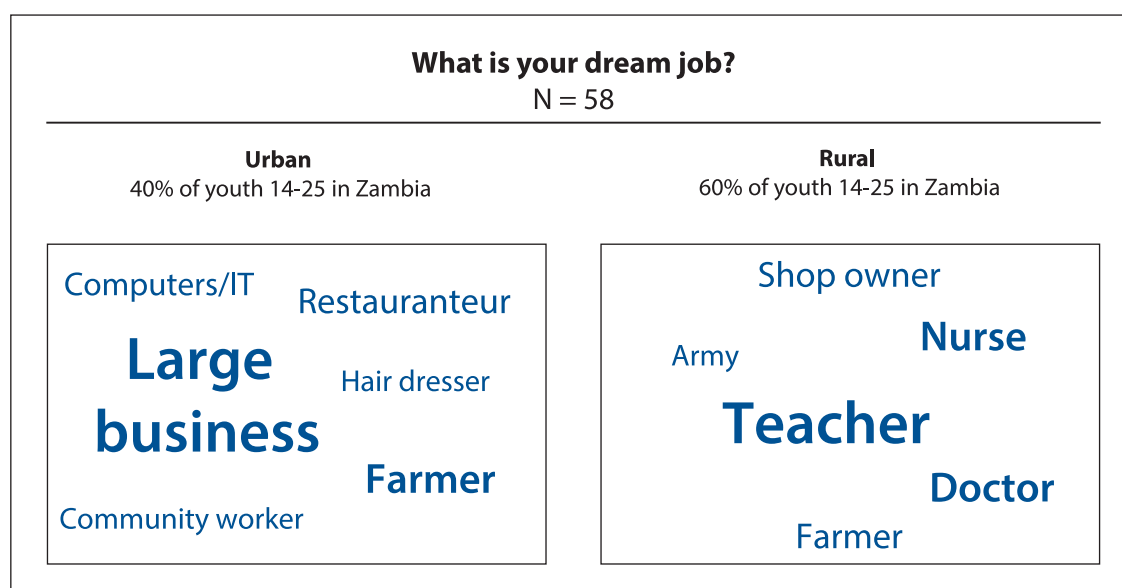 What is your dream job?
N = 58
Urban
40% of youth 14-25 in Zambia
Computers/IT
Restauranteur
Large
business
Hair dresser
Farmer
Community worker
Rural
60% of youth 14-25 in Zambia
Shop owner
Nurse
Army
Teacher
Doctor
Farmer